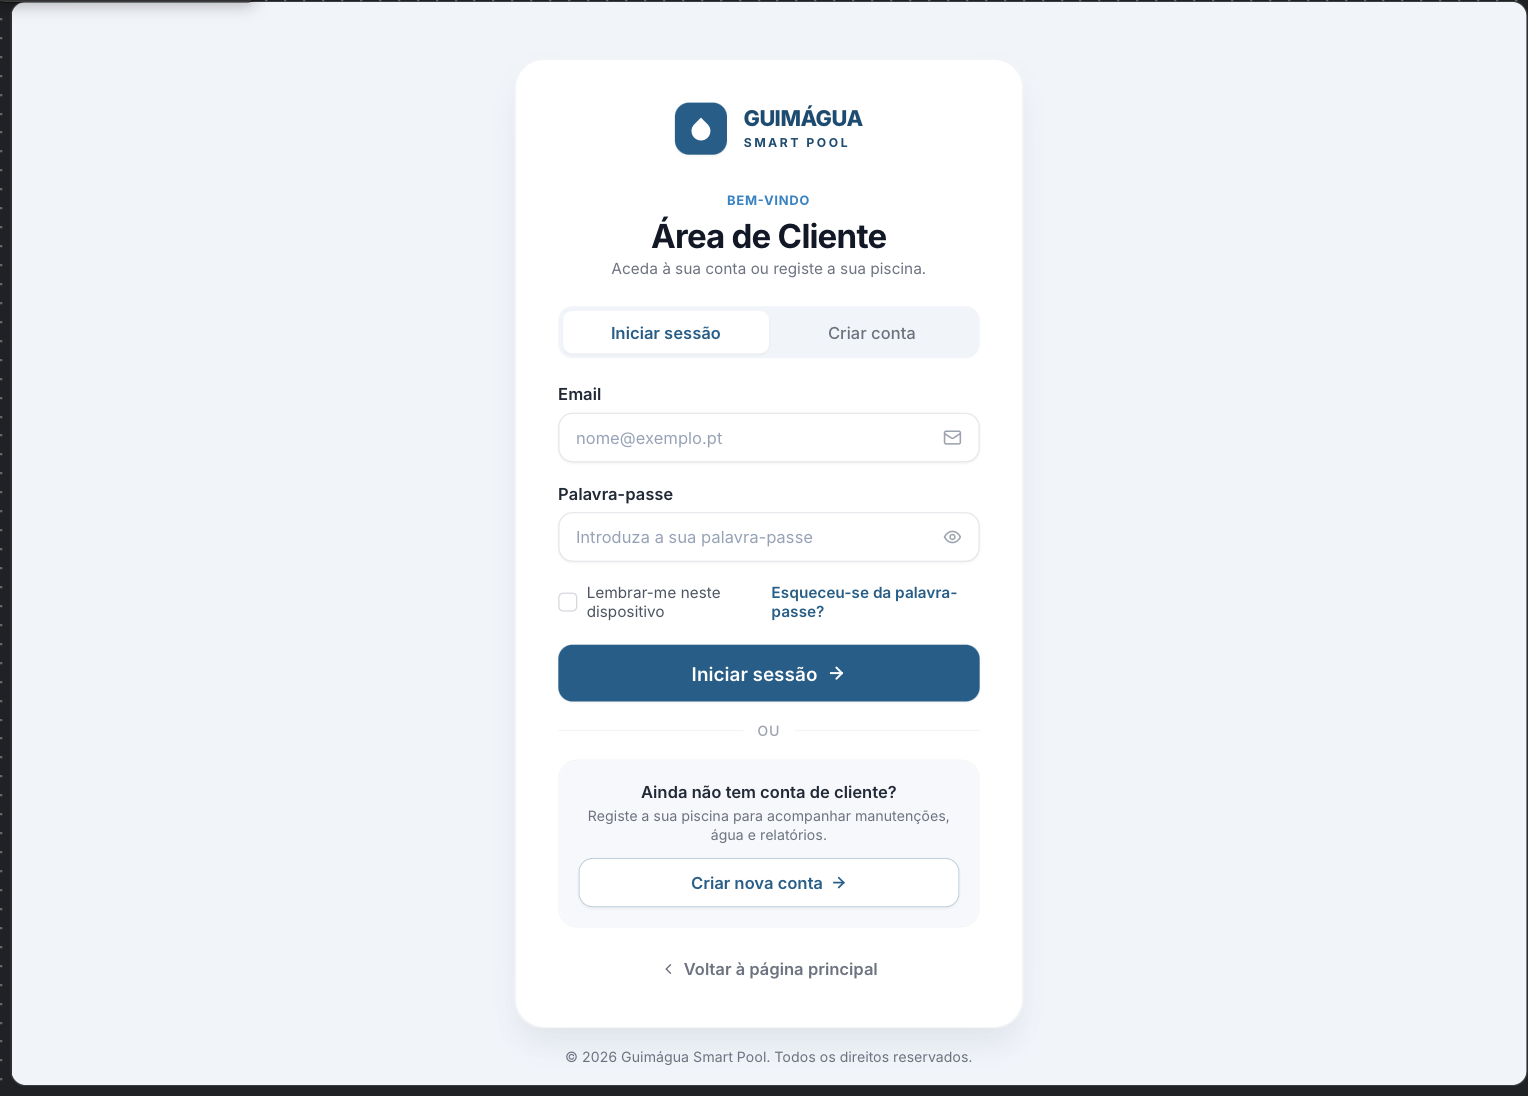 GUIMÁGUA
SMART POOL
BEM-VINDO
Área de Cliente
Aceda à sua conta ou registe a sua piscina.
Iniciar sessão
Criar conta
Email
nome@exemplo.pt
Palavra-passe
Introduza a sua palavra-passe
Lembrar-me neste
dispositivo
Esqueceu-se da palavra-
passe?
Iniciar sessão →
OU
Ainda não tem conta de cliente?
Registe a sua piscina para acompanhar manutenções,
água e relatórios.
Criar nova conta →
Voltar à página principal
© 2026 Guimágua Smart Pool. Todos os direitos reservados.